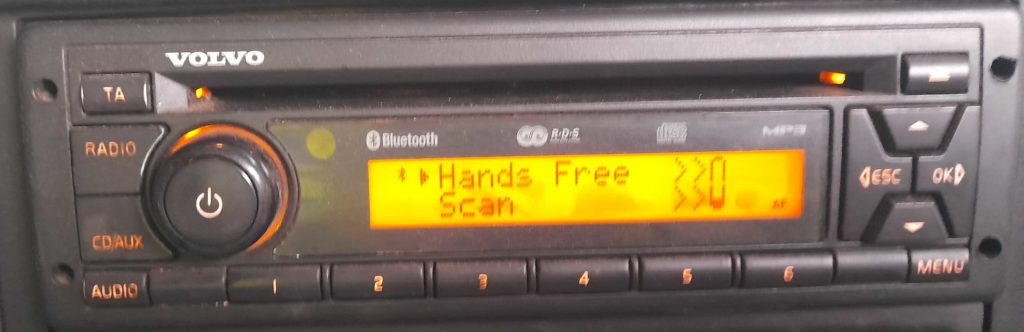 VOLVO
TA
RADIO
CD/AUX
AUDIO
Bluetooth
R·D·S
MP3
Hands Free
Scan
AF
ESC
OK
1
2
3
4
5
6
MENU